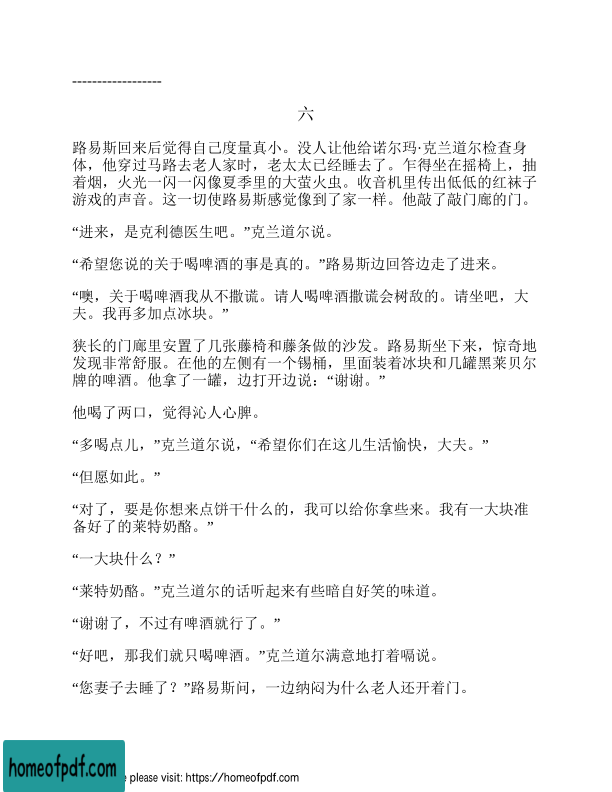 ------------------
六
路易斯回来后觉得自己度量真小。没人让他给诺尔玛·克兰道尔检查身
体，他穿过马路去老人家时，老太太已经睡去了。乍得坐在摇椅上，抽
着烟，火光一闪一闪像夏季里的大萤火虫。收音机里传出低低的红袜子
游戏的声音。这一切使路易斯感觉像到了家一样。他敲了敲门廊的门。
“进来，是克利德医生吧。”克兰道尔说。
“希望您说的关于喝啤酒的事是真的。”路易斯边回答边走了进来。
“噢，关于喝啤酒我从不撒谎。请人喝啤酒撒谎会树敌的。请坐吧，大
夫。我再多加点冰块。”
狭长的门廊里安置了几张藤椅和藤条做的沙发。路易斯坐下来，惊奇地
发现非常舒服。在他的左侧有一个锡桶，里面装着冰块和几罐黑莱贝尔
牌的啤酒。他拿了一罐，边打开边说：“谢谢。”
他喝了两口，觉得沁人心脾。
“多喝点儿，”克兰道尔说，“希望你们在这儿生活愉快，大夫。”
“但愿如此。”
“对了，要是你想来点饼干什么的，我可以给你拿些来。我有一大块准
备好了的莱特奶酪。”
“一大块什么？”
“莱特奶酪。”克兰道尔的话听起来有些暗自好笑的味道。
“谢谢了，不过有啤酒就行了。”
“好吧，那我们就只喝啤酒。”克兰道尔满意地打着嗝说。
“您妻子去睡了？”路易斯问，一边纳闷为什么老人还开着门。
homeofpdf.com
e please visit: https://homeofpdf.com